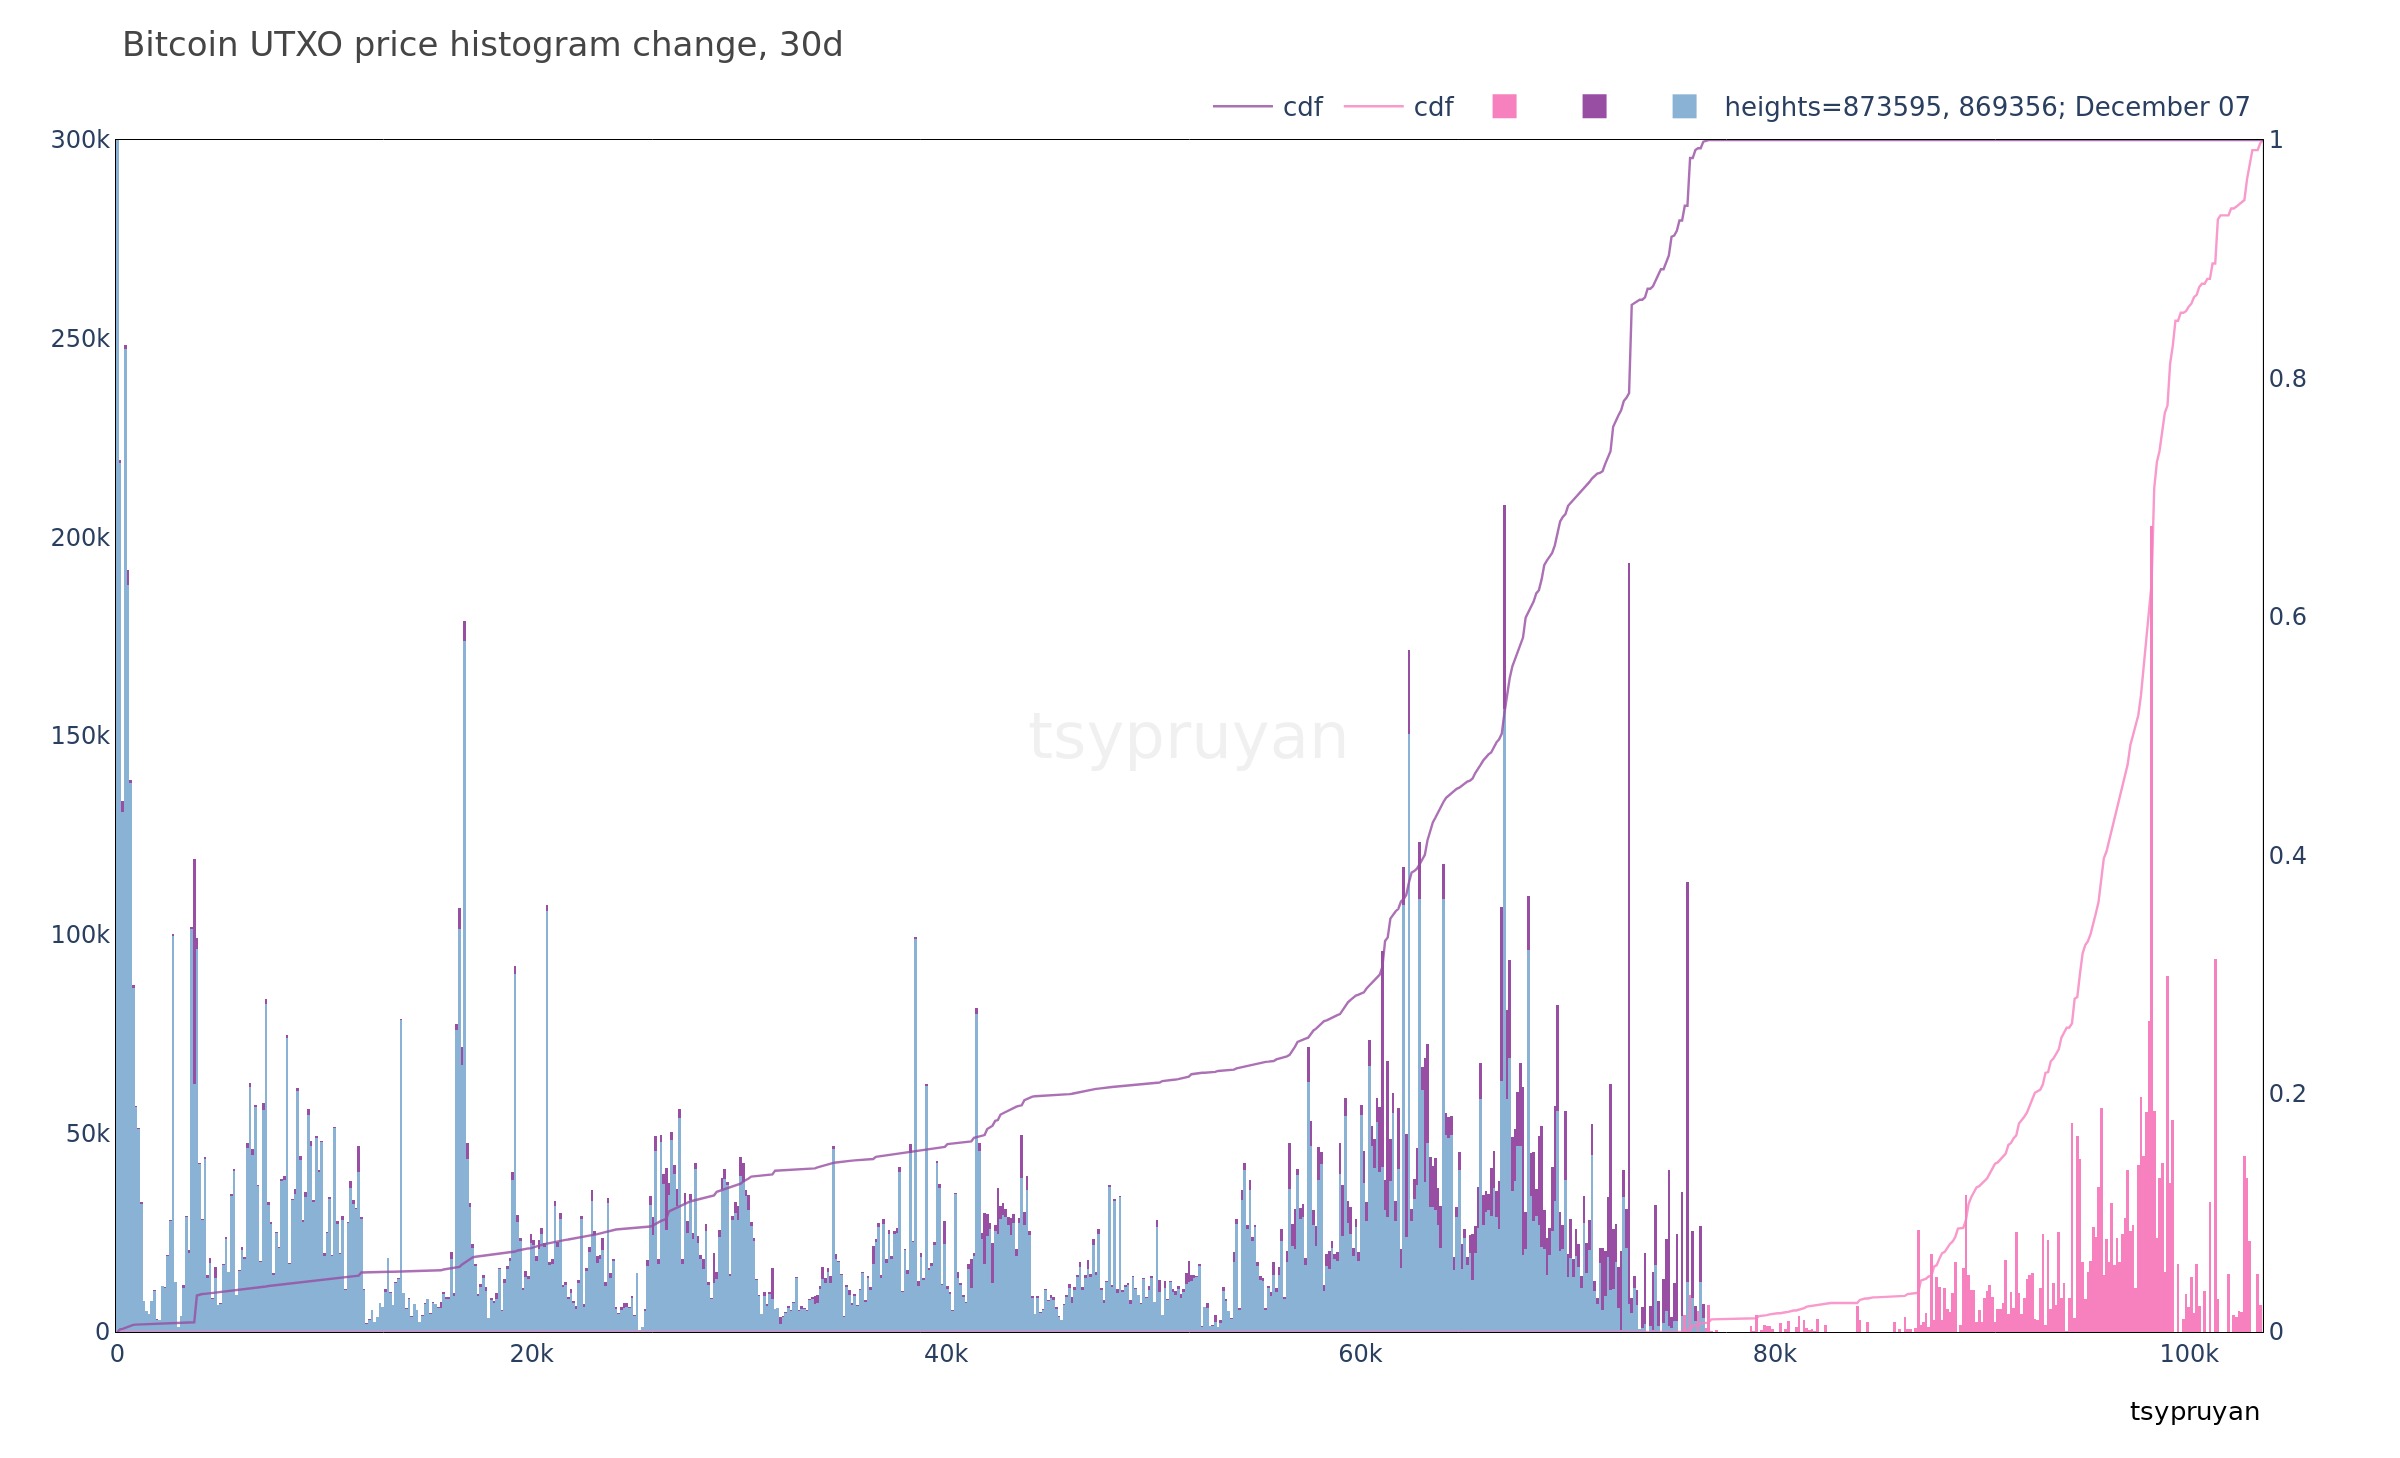 Bitcoin UTXO price histogram change, 30d
cdf cdf heights=873595, 869356; December 07
300k 1
250k
0.8
200k
0.6
150k
tsypruyan
0.4
100k
0.2
50k
0 0
0 20k 40k 60k 80k 100k
tsypruyan